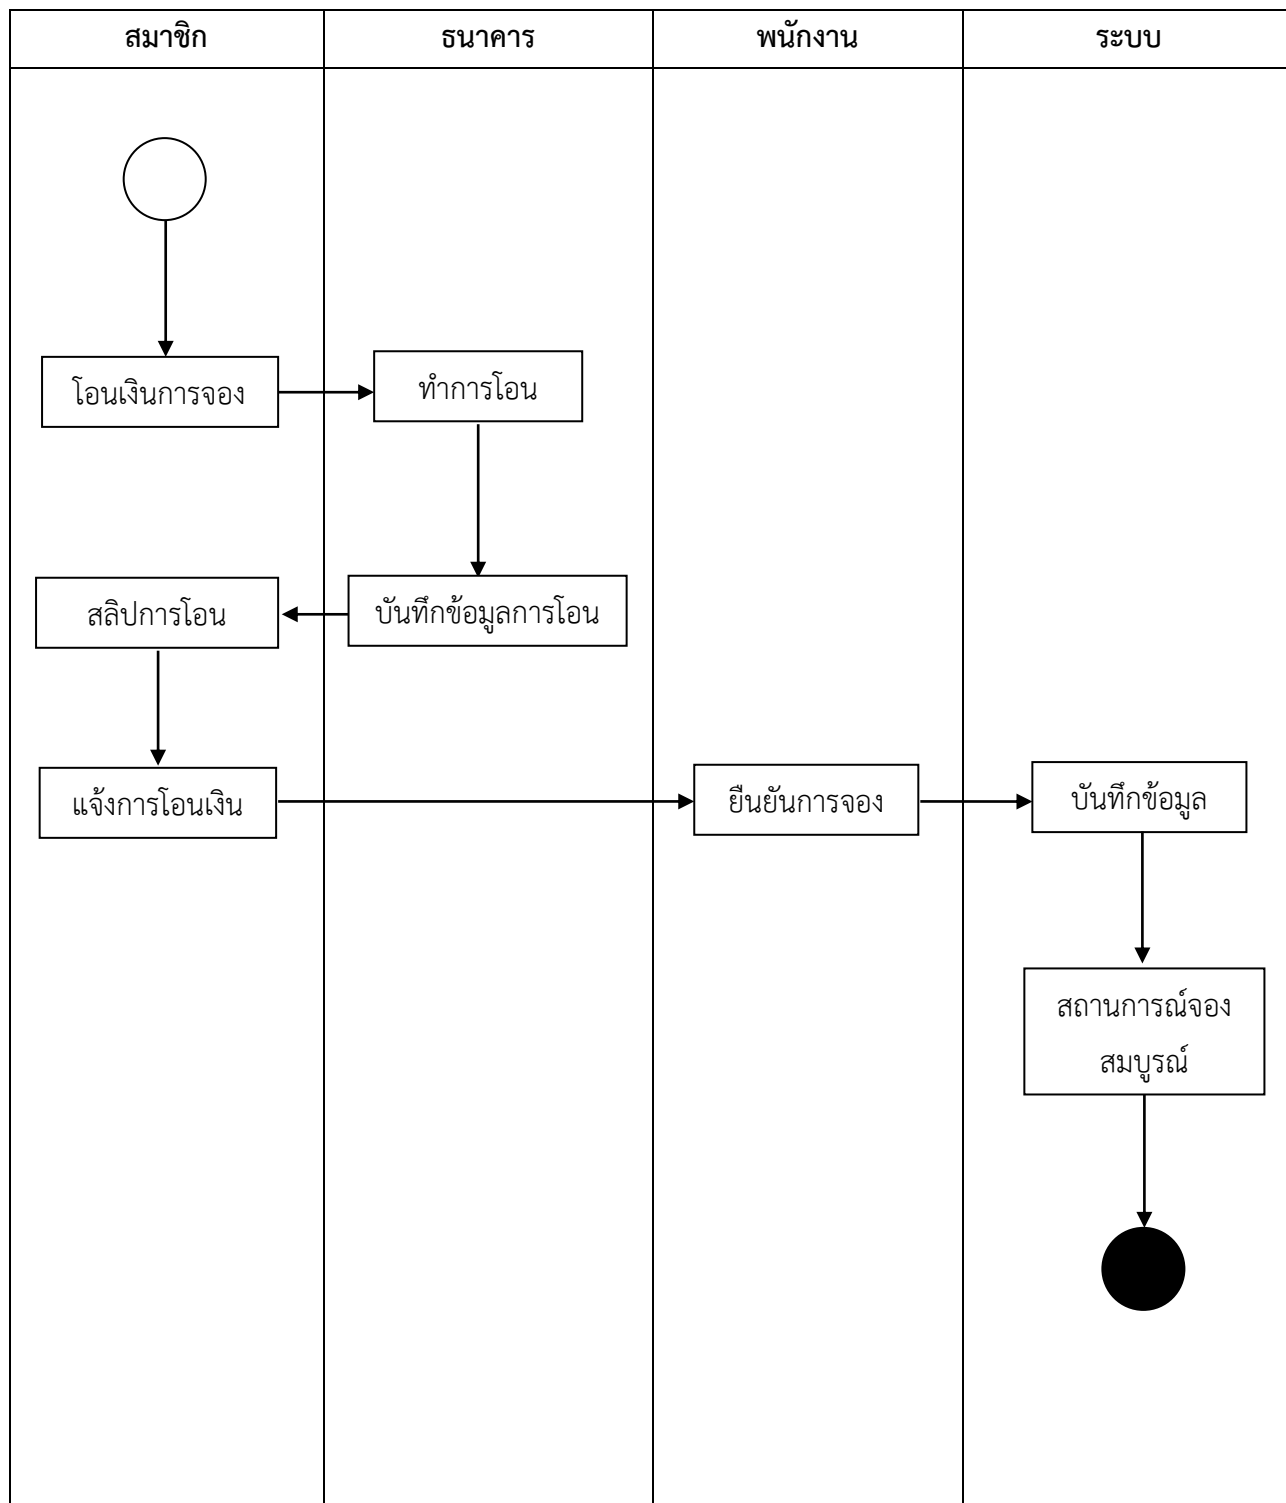 สมาชิก
ธนาคาร
พนักงาน
ระบบ
โอนเงินการจอง
ทำการโอน
สลิปการโอน
บันทึกข้อมูลการโอน
แจ้งการโอนเงิน
ยืนยันการจอง
บันทึกข้อมูล
สถานการณ์จอง
สมบูรณ์